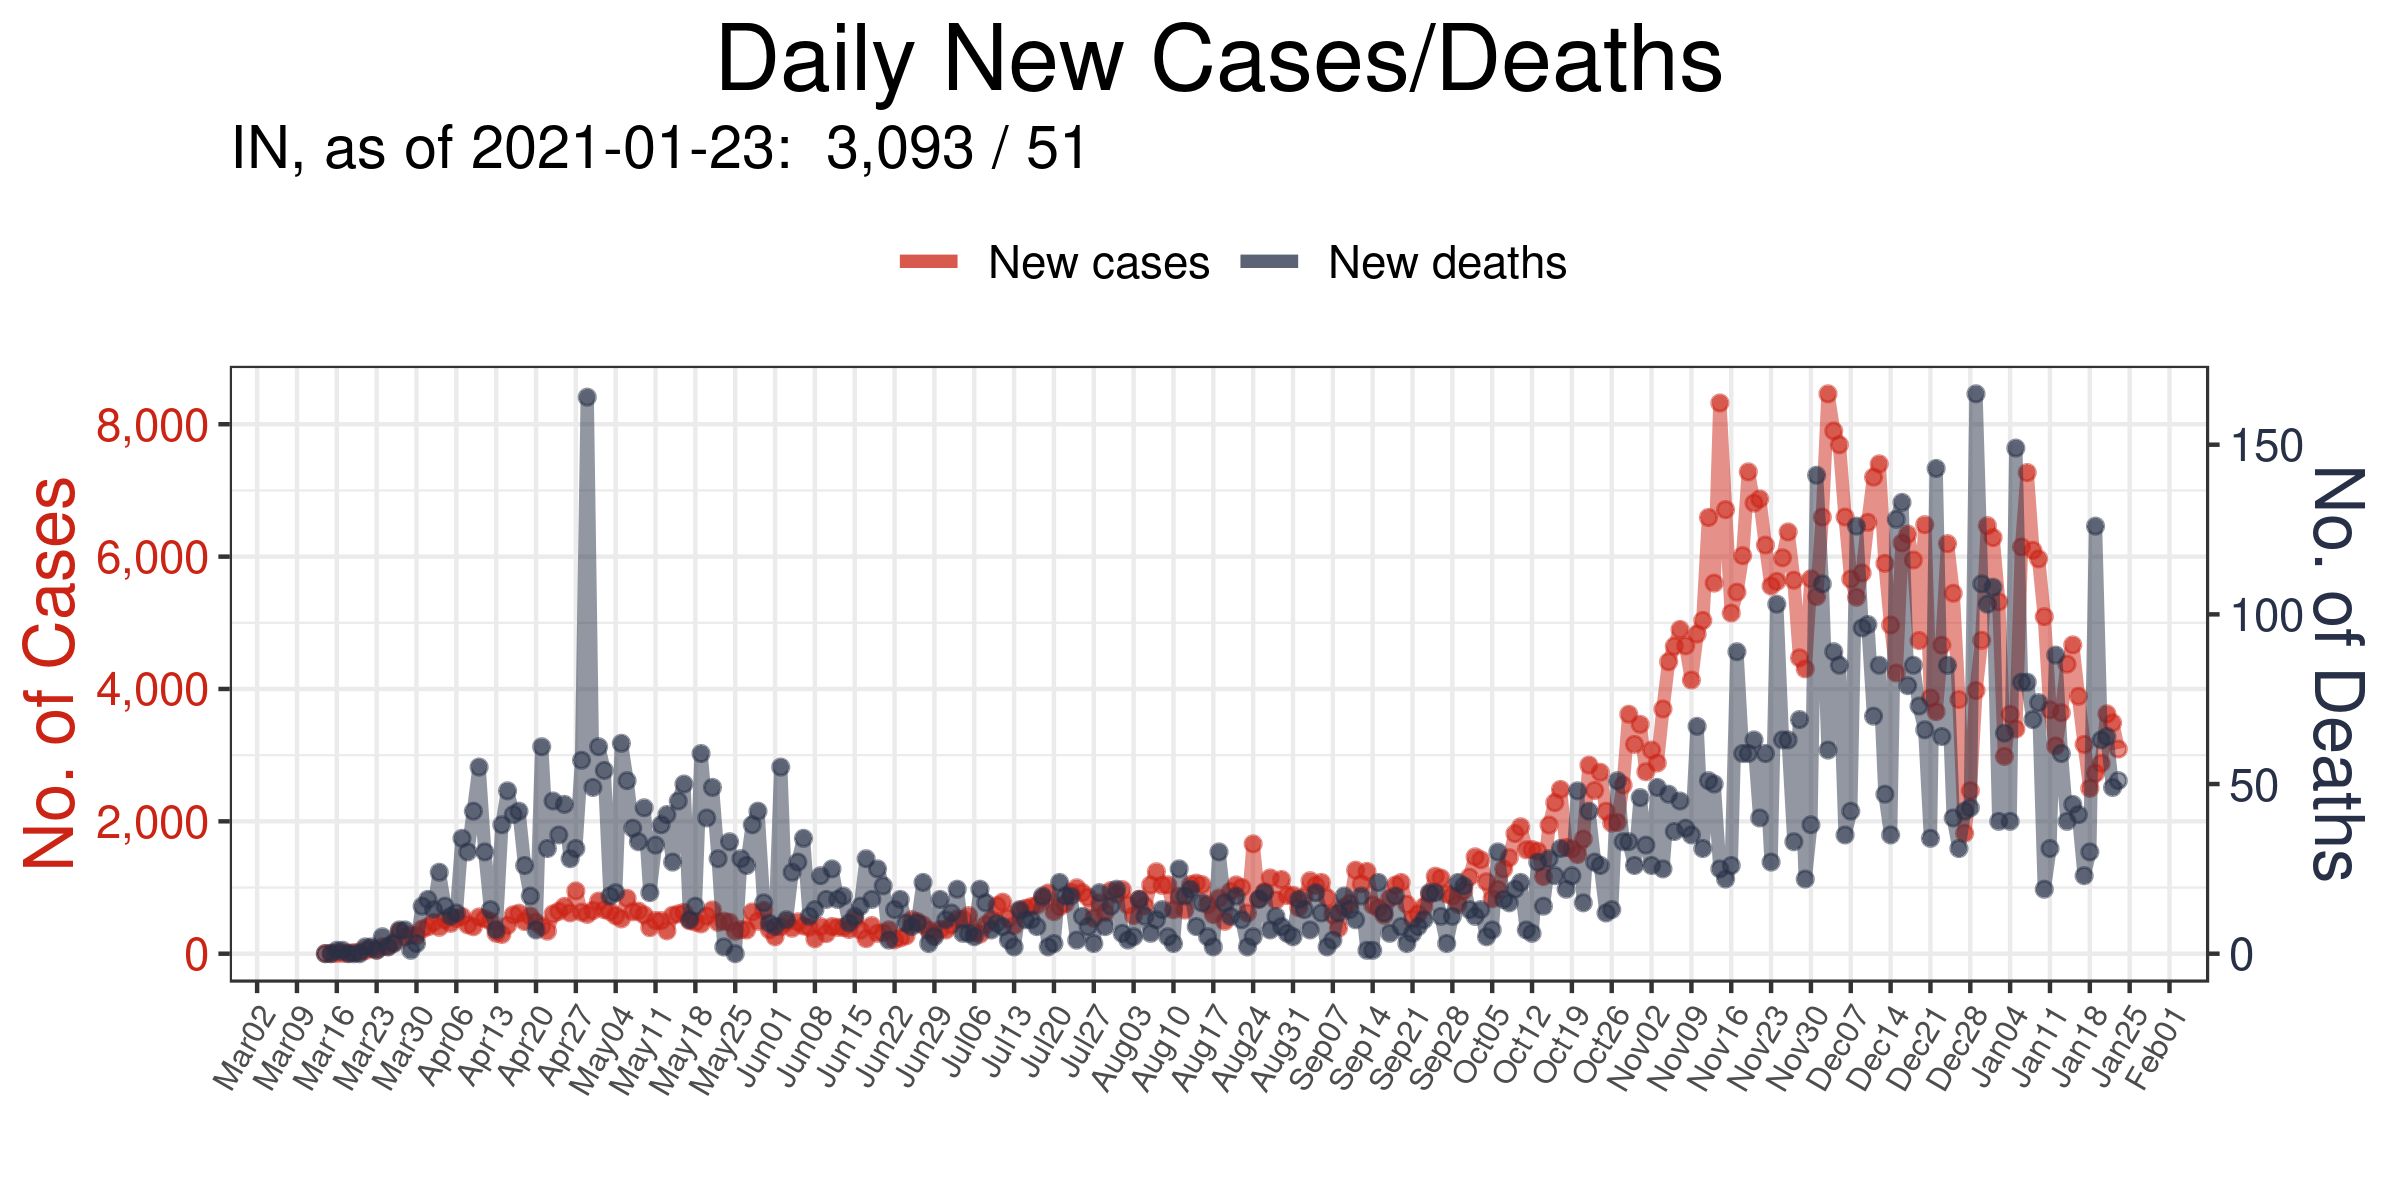 Daily New Cases/Deaths
IN, as of 2021-01-23:  3,093 / 51
New cases
New deaths
No. of Cases
8,000
6,000
4,000
2,000
0
150
100
50
0
No. of Deaths
Mar02
Mar09
Mar16
Mar23
Mar30
Apr06
Apr13
Apr20
Apr27
May04
May11
May18
May25
Jun01
Jun08
Jun15
Jun22
Jun29
Jul06
Jul13
Jul20
Jul27
Aug03
Aug10
Aug17
Aug24
Aug31
Sep07
Sep14
Sep21
Sep28
Oct05
Oct12
Oct19
Oct26
Nov02
Nov09
Nov16
Nov23
Nov30
Dec07
Dec14
Dec21
Dec28
Jan04
Jan11
Jan18
Jan25
Feb01